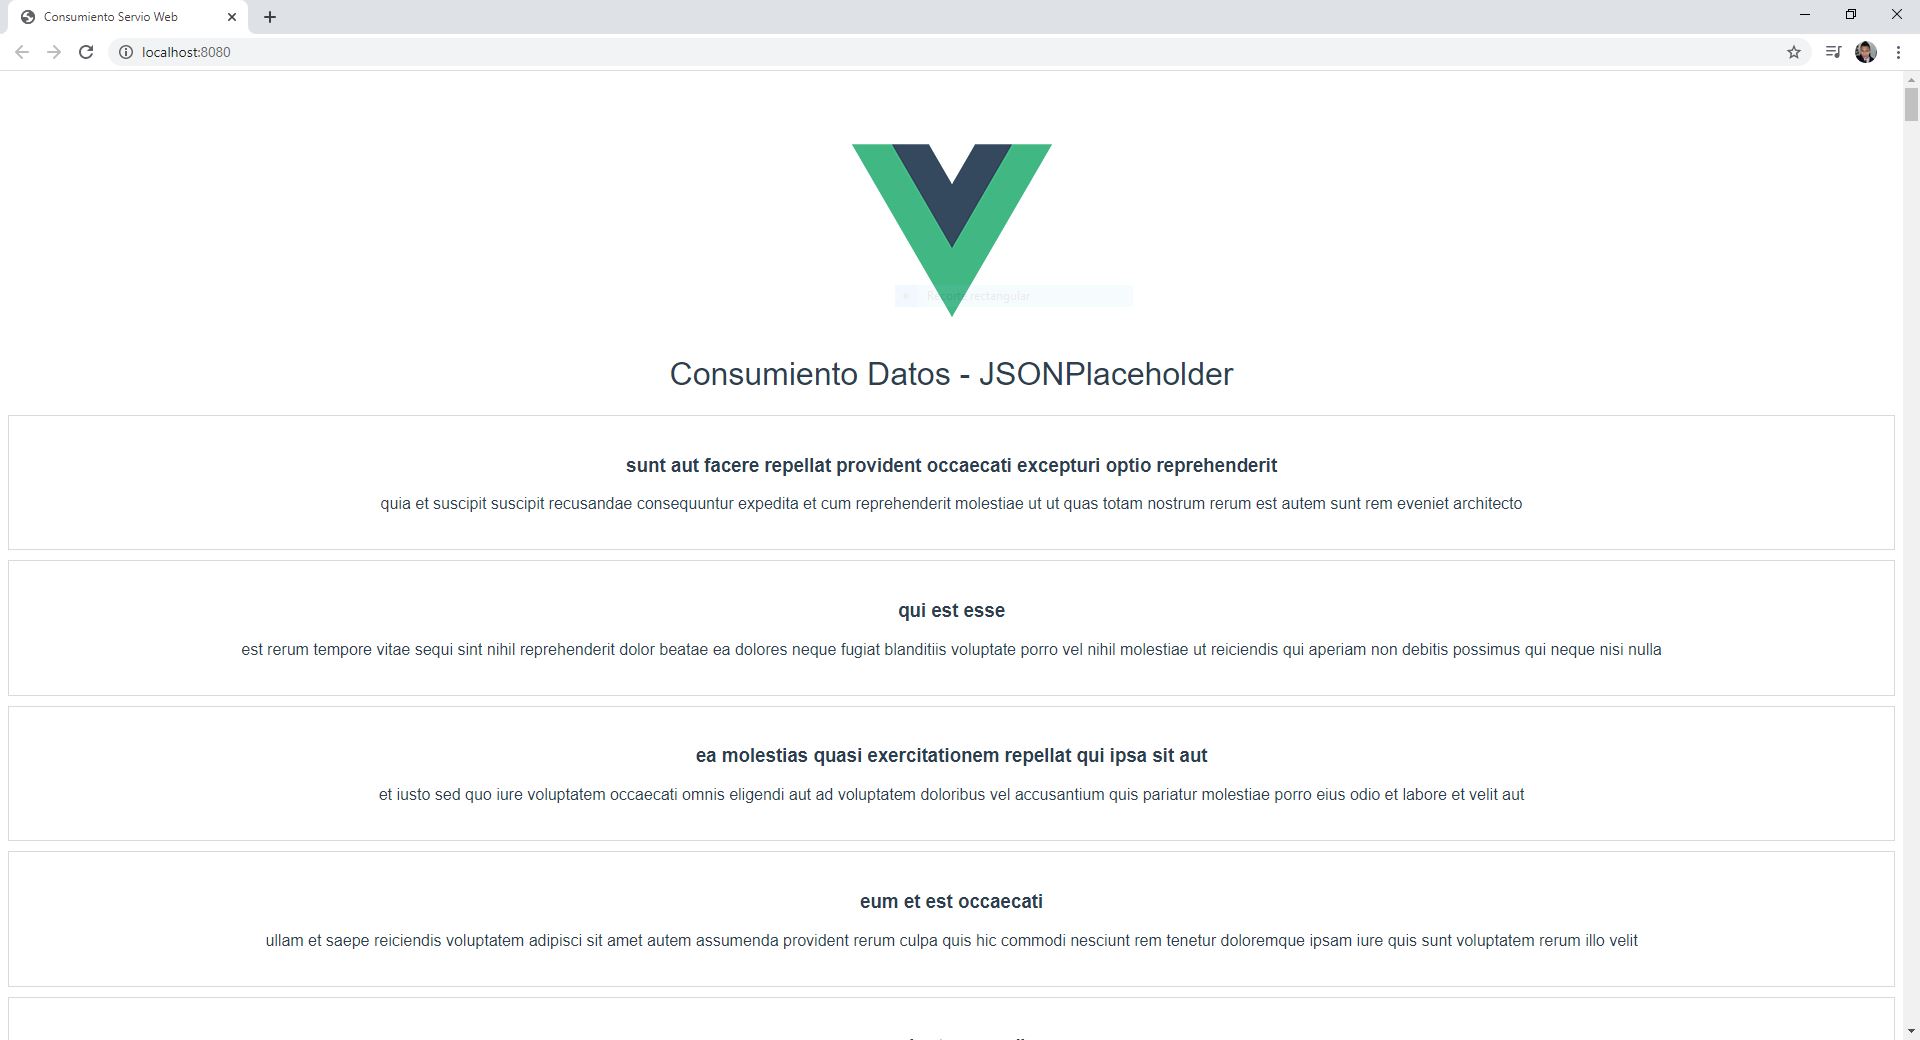 Consumiento Servio Web
localhost:8080
Recorte rectangular
Consumiento Datos - JSONPlaceholder
sunt aut facere repellat provident occaecati excepturi optio reprehenderit
quia et suscipit suscipit recusandae consequuntur expedita et cum reprehenderit molestiae ut ut quas totam nostrum rerum est autem sunt rem eveniet architecto
qui est esse
est rerum tempore vitae sequi sint nihil reprehenderit dolor beatae ea dolores neque fugiat blanditiis voluptate porro vel nihil molestiae ut reiciendis qui aperiam non debitis possimus qui neque nisi nulla
ea molestias quasi exercitationem repellat qui ipsa sit aut
et iusto sed quo iure voluptatem occaecati omnis eligendi aut ad voluptatem doloribus vel accusantium quis pariatur molestiae porro eius odio et labore et velit aut
eum et est occaecati
ullam et saepe reiciendis voluptatem adipisci sit amet autem assumenda provident rerum culpa quis hic commodi nesciunt rem tenetur doloremque ipsam iure quis sunt voluptatem rerum illo velit